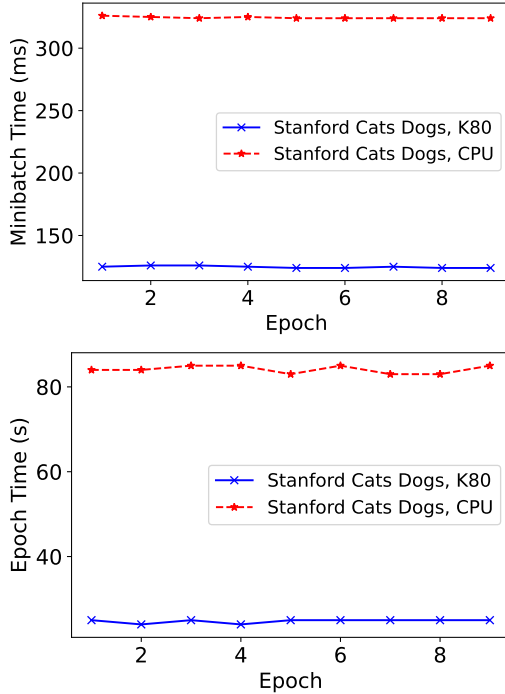 Minibatch Time (ms)
300
250
200
150
Stanford Cats Dogs, K80
Stanford Cats Dogs, CPU
2 4 6 8
Epoch
Epoch Time (s)
80
60
40
Stanford Cats Dogs, K80
Stanford Cats Dogs, CPU
2 4 6 8
Epoch